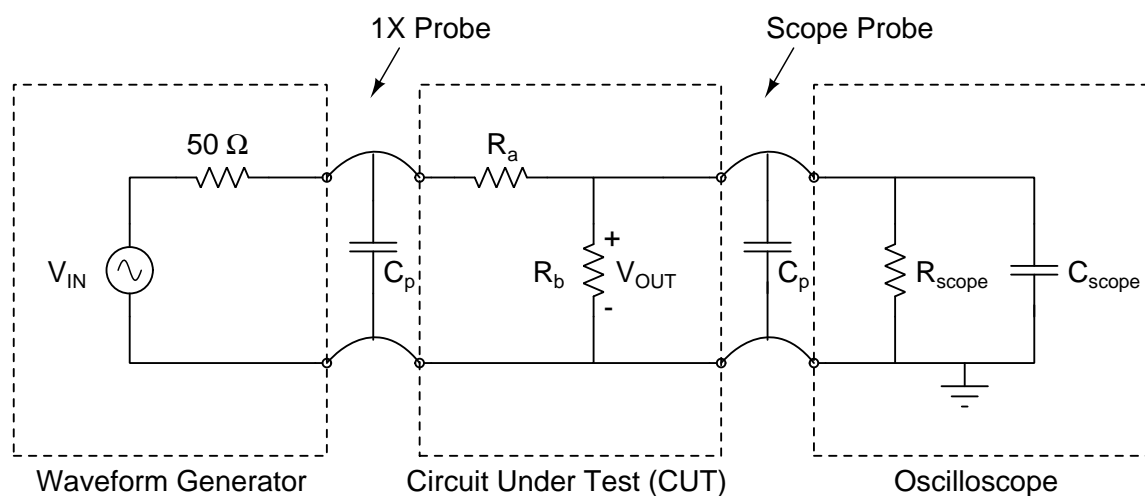 1X Probe
Scope Probe
50 Ω
Ra
VIN
Cp
Rb
+
VOUT
-
Cp
Rscope
Cscope
Waveform Generator
Circuit Under Test (CUT)
Oscilloscope